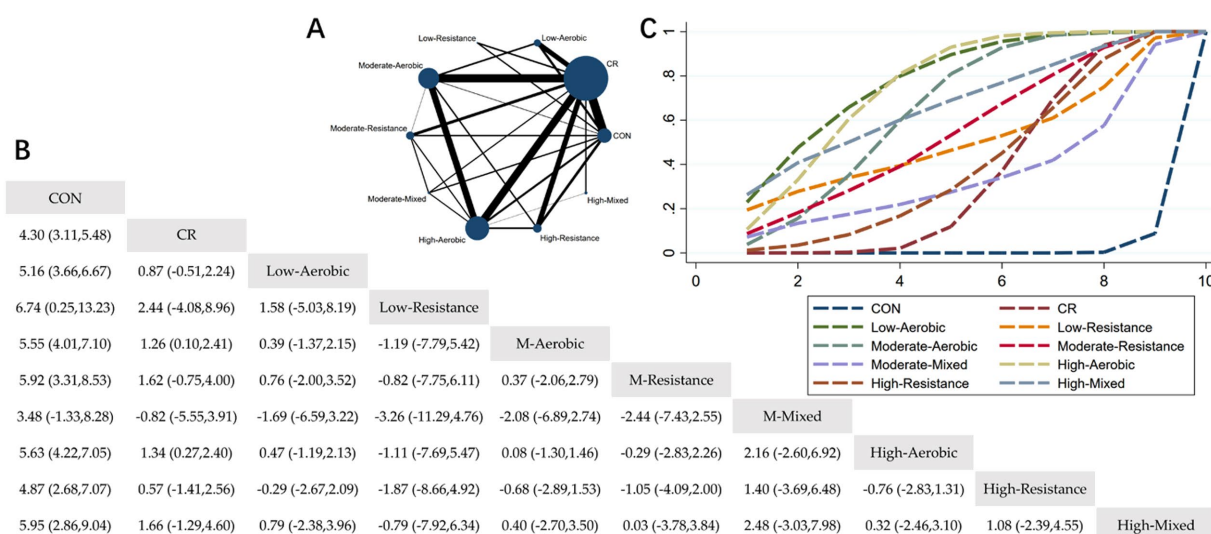 A
Low-Resistance
Low-Aerobic
CR
Moderate-Aerobic
Moderate-Resistance
CON
Moderate-Mixed
High-Mixed
High-Aerobic
High-Resistance
B
CON
4.30 (3.11,5.48) CR
5.16 (3.66,6.67) 0.87 (-0.51,2.24) Low-Aerobic
6.74 (0.25,13.23) 2.44 (-4.08,8.96) 1.58 (-5.03,8.19) Low-Resistance
5.55 (4.01,7.10) 1.26 (0.10,2.41) 0.39 (-1.37,2.15) -1.19 (-7.79,5.42) M-Aerobic
5.92 (3.31,8.53) 1.62 (-0.75,4.00) 0.76 (-2.00,3.52) -0.82 (-7.75,6.11) 0.37 (-2.06,2.79) M-Resistance
3.48 (-1.33,8.28) -0.82 (-5.55,3.91) -1.69 (-6.59,3.22) -3.26 (-11.29,4.76) -2.08 (-6.89,2.74) -2.44 (-7.43,2.55) M-Mixed
5.63 (4.22,7.05) 1.34 (0.27,2.40) 0.47 (-1.19,2.13) -1.11 (-7.69,5.47) 0.08 (-1.30,1.46) -0.29 (-2.83,2.26) 2.16 (-2.60,6.92) High-Aerobic
4.87 (2.68,7.07) 0.57 (-1.41,2.56) -0.29 (-2.67,2.09) -1.87 (-8.66,4.92) -0.68 (-2.89,1.53) -1.05 (-4.09,2.00) 1.40 (-3.69,6.48) -0.76 (-2.83,1.31) High-Resistance
5.95 (2.86,9.04) 1.66 (-1.29,4.60) 0.79 (-2.38,3.96) -0.79 (-7.92,6.34) 0.40 (-2.70,3.50) 0.03 (-3.78,3.84) 2.48 (-3.03,7.98) 0.32 (-2.46,3.10) 1.08 (-2.39,4.55) High-Mixed
C
1
.8
.6
.4
.2
0
0 2 4 6 8 10
CON CR
Low-Aerobic Low-Resistance
Moderate-Aerobic Moderate-Resistance
Moderate-Mixed High-Aerobic
High-Resistance High-Mixed